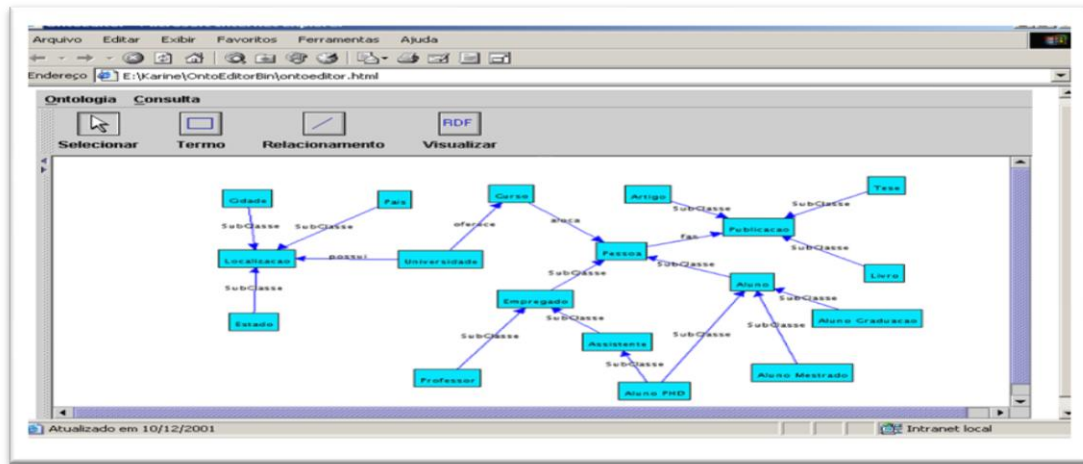 Arquivo Editar Exibir Favoritos Ferramentas Ajuda
Endereço E:\Karine\OntoEditorBin\ontoeditor.html
Ontologia Consulta
RDF
Selecionar Termo Relacionamento Visualizar
Cidade
Pais
Curso
Artigo
Tese
SubClasse
SubClasse
oferece
aloca
SubClasse
SubClasse
Localizacao
possui
Universidade
Pessoa
faz
Publicacao
SubClasse
SubClasse
SubClasse
SubClasse
Livro
Estado
Empregado
Aluno
SubClasse
SubClasse
SubClasse
Aluno Graduacao
SubClasse
Assistente
SubClasse
SubClasse
SubClasse
Professor
Aluno PHD
Aluno Mestrado
Atualizado em 10/12/2001
Intranet local